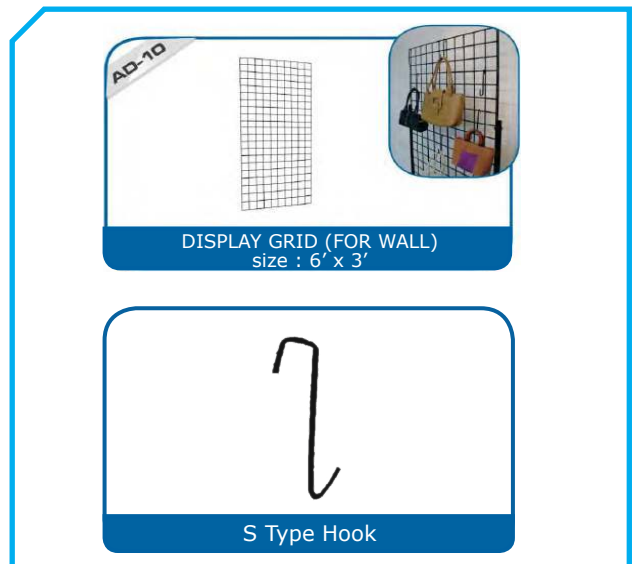 AD-10
DISPLAY GRID (FOR WALL)
size : 6’ x 3’
S Type Hook